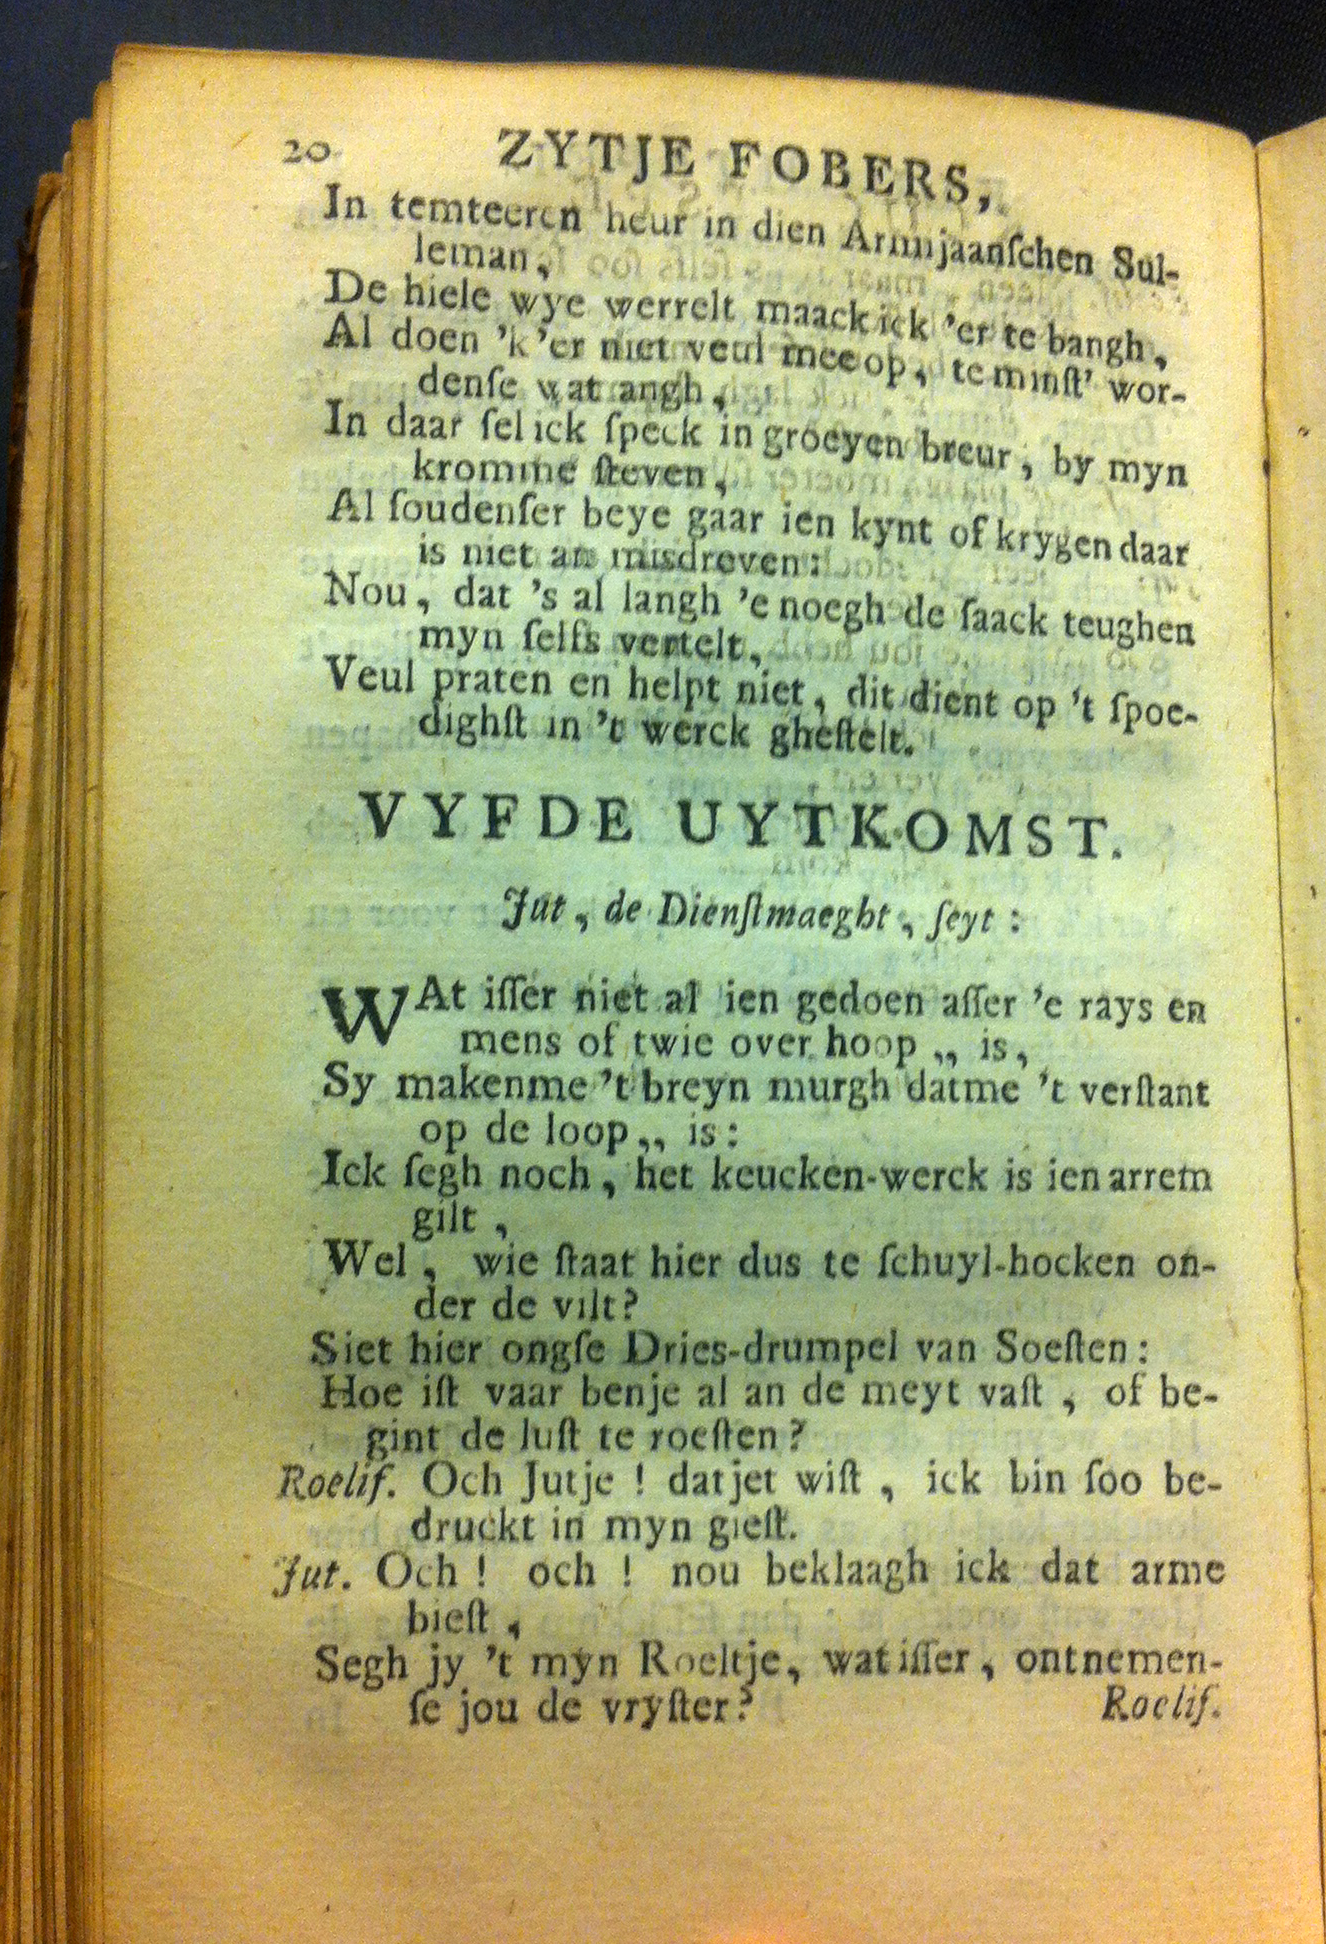 20 ZYTJE FOBERS,
In temteeren heur in dien Armijaanſchen Sul-
leman,
De hiele wye werrelt maack ick 'er te bangh,
Al doen 'k 'er niet veul mee op, te minſt' wor-
denſe wat angh,
In daar ſel ick ſpeck in groeyen breur, by myn
kromme ſteven,
Al ſoudenſer beye gaar ien kynt of krygen daar
is niet an misdreven:
Nou, dat 's al langh 'e noegh de ſaack teughen
myn ſelfs vertelt,
Veul praten en helpt niet, dit dient op 't ſpoe-
dighſt in 't werck gheſtelt.
VYFDE UYTKOMST.
Jut, de Dienſtmaeght, ſeyt:
WAt iſſer niet al ien gedoen aſſer 'e rays en
mens of twie over hoop „ is,
Sy makenme 't breyn murgh datme 't verſtant
op de loop „ is:
Ick ſegh noch, het keucken-werck is ien arrem
gilt,
Wel, wie ſtaat hier dus te ſchuyl-hocken on-
der de vilt?
Siet hier ongſe Dries-drumpel van Soeſten:
Hoe iſt vaar benje al an de meyt vaſt, of be-
gint de luſt te roeſten?
Roelif. Och Jutje! datjet wiſt, ick bin ſoo be-
druckt in myn gieſt.
Jut. Och! och! nou beklaagh ick dat arme
bieſt,
Segh jy 't myn Roeltje, wat iſſer, ontnemen-
ſe jou de vryſter?
Roelif.